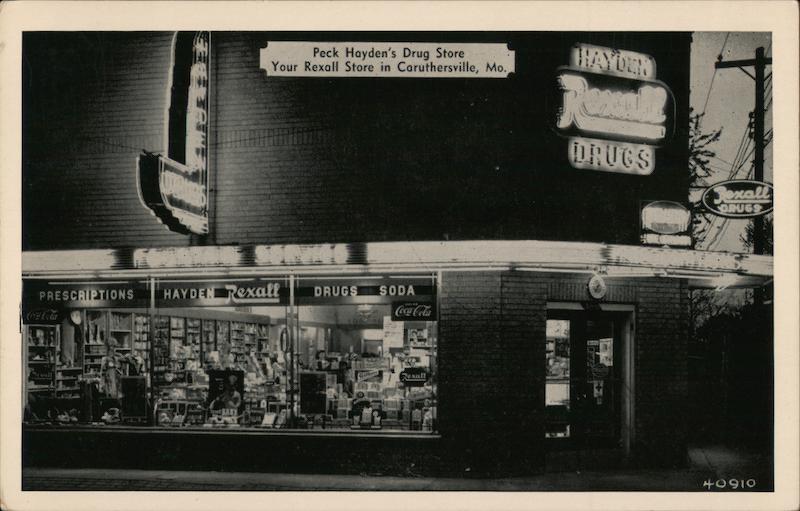 Peck Hayden's Drug Store
Your Rexall Store in Caruthersville, Mo.
HAYDEN
Rexall
DRUGS
Rexall
DRUGS
PRESCRIPTIONS
HAYDEN Rexall
DRUGS SODA
Coca-Cola
Coca-Cola
Rexall
40910